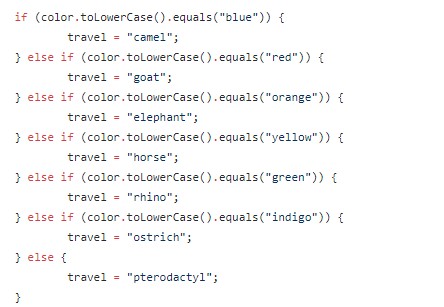 if (color.toLowerCase().equals("blue")) {
        travel = "camel";
} else if (color.toLowerCase().equals("red")) {
        travel = "goat";
} else if (color.toLowerCase().equals("orange")) {
        travel = "elephant";
} else if (color.toLowerCase().equals("yellow")) {
        travel = "horse";
} else if (color.toLowerCase().equals("green")) {
        travel = "rhino";
} else if (color.toLowerCase().equals("indigo")) {
        travel = "ostrich";
} else {
        travel = "pterodactyl";
}